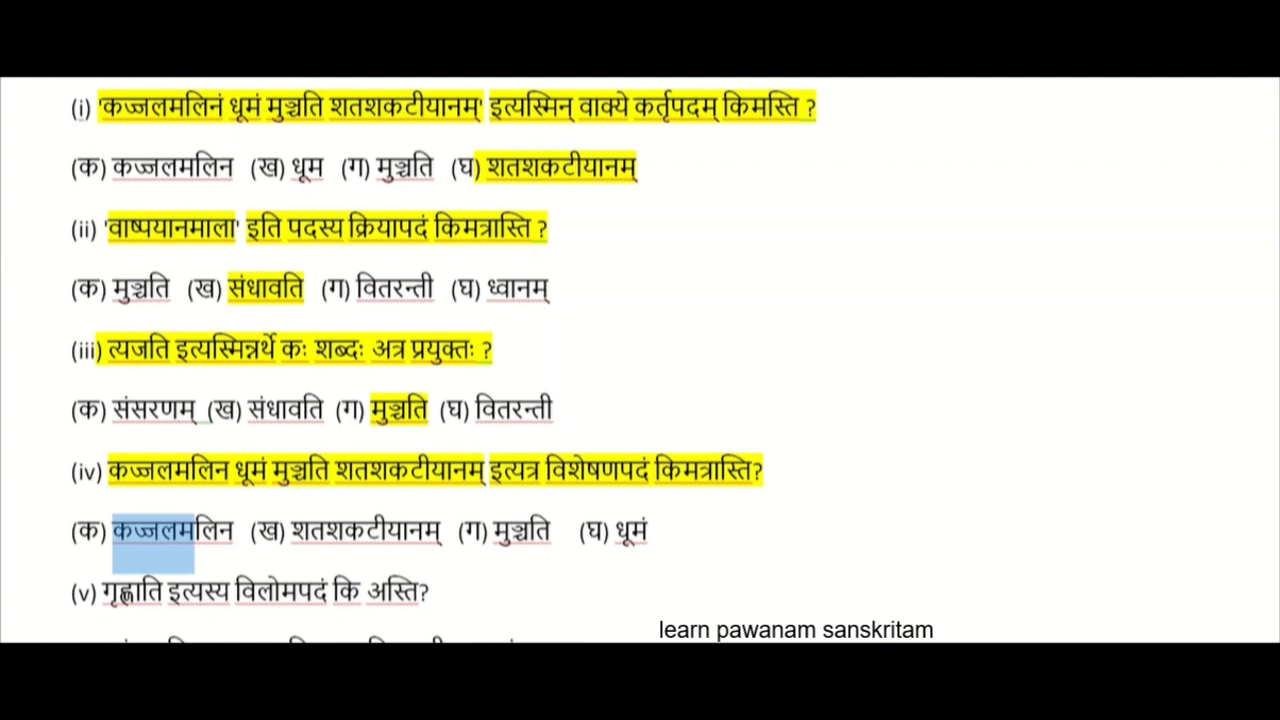 (i) 'कज्जलमलिनं धूमं मुञ्चति शतशकटीयानम्' इत्यस्मिन् वाक्ये कर्तृपदम् किमस्ति ?
(क) कज्जलमलिन (ख) धूम (ग) मुञ्चति (घ) शतशकटीयानम्
(ii) 'वाष्पयानमाला' इति पदस्य क्रियापदं किमत्रास्ति ?
(क) मुञ्चति (ख) संधावति (ग) वितरन्ती (घ) ध्वानम्
(iii) त्यजति इत्यस्मिन्नर्थे कः शब्दः अत्र प्रयुक्तः ?
(क) संसरणम् (ख) संधावति (ग) मुञ्चति (घ) वितरन्ती
(iv) कज्जलमलिन धूमं मुञ्चति शतशकटीयानम् इत्यत्र विशेषणपदं किमत्रास्ति?
(क) कज्जलमलिन (ख) शतशकटीयानम् (ग) मुञ्चति (घ) धूमं
(v) गृह्णाति इत्यस्य विलोमपदं कि अस्ति?
learn pawanam sanskritam